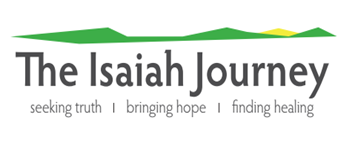 The Isaiah Journey
seeking truth | bringing hope | finding healing